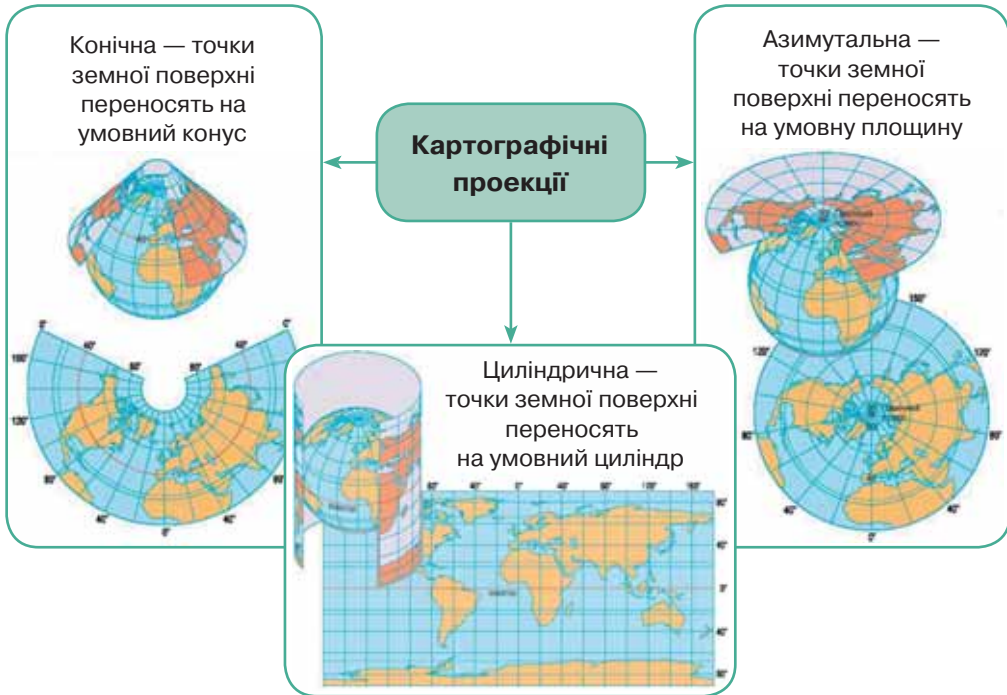 Конічна — точки
земної поверхні
переносять на
умовний конус
Картографічні
проекції
Азимутальна —
точки земної
поверхні переносять
на умовну площину
Циліндрична —
точки земної поверхні
переносять
на умовний циліндр